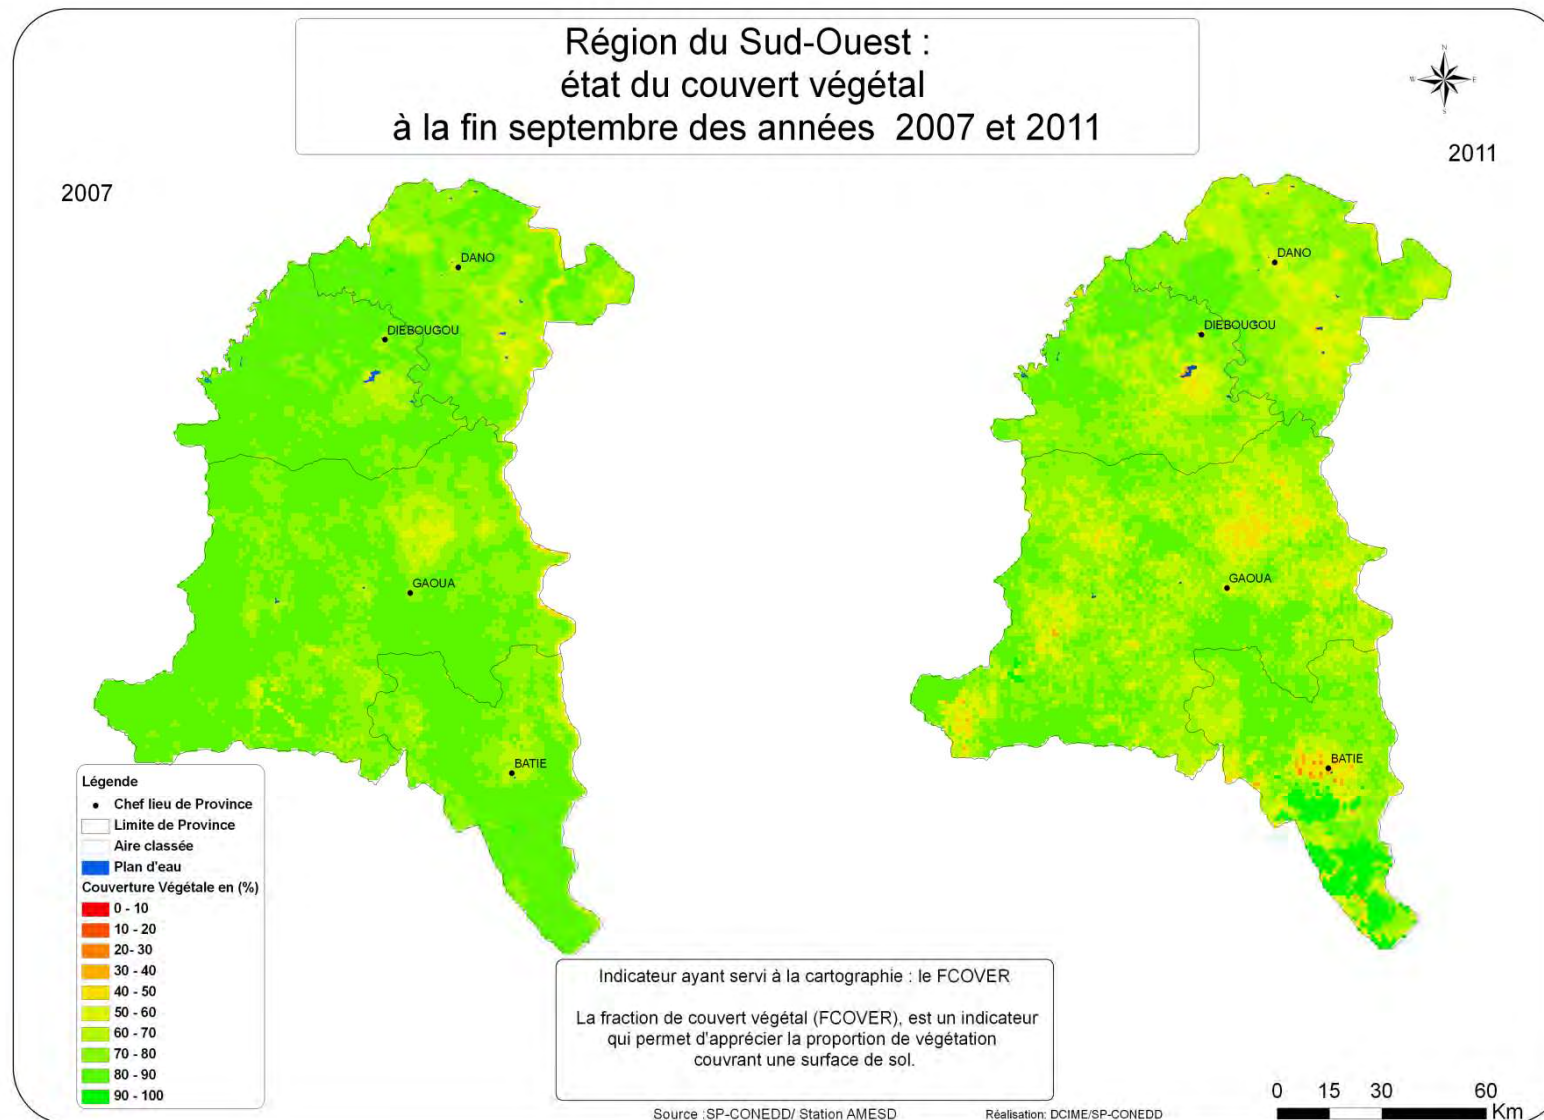 Région du Sud-Ouest :
état du couvert végétal
à la fin septembre des années 2007 et 2011
N
W
E
S
2007
2011
DANO
DIEBOUGOU
GAOUA
BATIE
DANO
DIEBOUGOU
GAOUA
BATIE
Légende
Chef lieu de Province
Limite de Province
Aire classée
Plan d'eau
Couverture Végétale en (%)
0 - 10
10 - 20
20- 30
30 - 40
40 - 50
50 - 60
60 - 70
70 - 80
80 - 90
90 - 100
Indicateur ayant servi à la cartographie : le FCOVER
La fraction de couvert végétal (FCOVER), est un indicateur
qui permet d'apprécier la proportion de végétation
couvrant une surface de sol.
0 15 30 60
Km
Source :SP-CONEDD/ Station AMESD
Réalisation: DCIME/SP-CONEDD